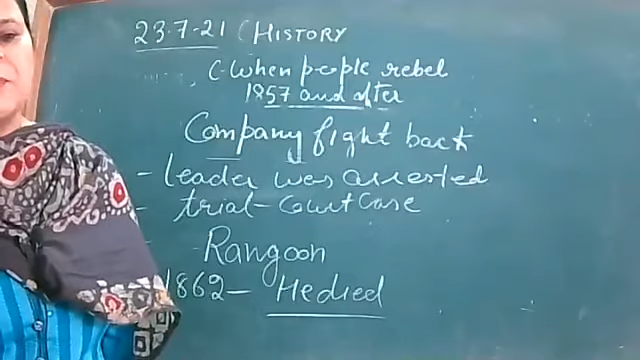 23.7.21 (HISTORY
C-When people rebel
1857 and after
Company fight back
- leader was arrested
- trial - Court Case
- Rangoon
1862 - He died